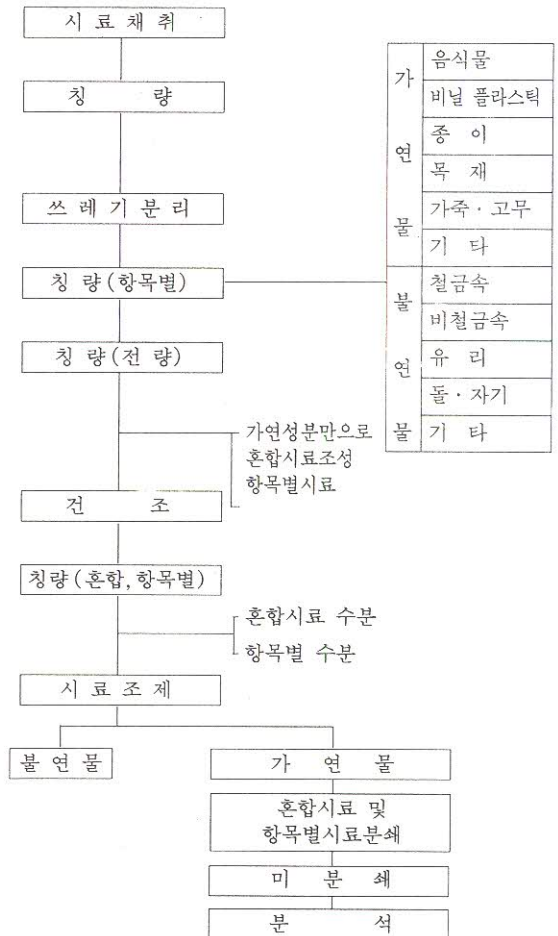 시 료 채 취
칭 량
쓰 레 기 분 리
칭 량 (항목별)
칭 량 (전 량)
가 연 물
음식물
비닐 플라스틱
종 이
목 재
가죽 · 고무
기 타
불 연 물
철금속
비철금속
유 리
돌 · 자기
기 타
가연성분만으로
혼합시료조성
항목별시료
건 조
칭량 (혼합, 항목별)
혼합시료 수분
항목별 수분
시 료 조 제
불 연 물
가 연 물
혼합시료 및
항목별시료분쇄
미 분 쇄
분 석